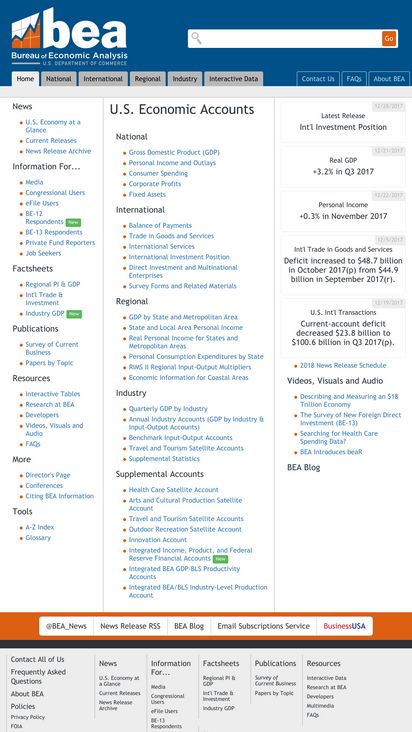 bea
Bureau of Economic Analysis
U.S. DEPARTMENT OF COMMERCE
Go
Home
National
International
Regional
Industry
Interactive Data
Contact Us
FAQs
About BEA
News
U.S. Economy at a
Glance
Current Releases
News Release Archive
Information For...
Media
Congressional Users
eFile Users
BE-12
Respondents New
BE-13 Respondents
Private Fund Reporters
Job Seekers
Factsheets
Regional PI & GDP
Int'l Trade &
Investment
Industry GDP New
Publications
Survey of Current
Business
Papers by Topic
Resources
Interactive Tables
Research at BEA
Developers
Videos, Visuals and
Audio
FAQs
More
Director's Page
Conferences
Citing BEA Information
Tools
A-Z Index
Glossary
U.S. Economic Accounts
National
Gross Domestic Product (GDP)
Personal Income and Outlays
Consumer Spending
Corporate Profits
Fixed Assets
International
Balance of Payments
Trade in Goods and Services
International Services
International Investment Position
Direct Investment and Multinational
Enterprises
Survey Forms and Related Materials
Regional
GDP by State and Metropolitan Area
State and Local Area Personal Income
Real Personal Income for States and
Metropolitan Areas
Personal Consumption Expenditures by State
RIMS II Regional Input-Output Multipliers
Economic Information for Coastal Areas
Industry
Quarterly GDP by Industry
Annual Industry Accounts (GDP by Industry &
Input-Output Accounts)
Benchmark Input-Output Accounts
Travel and Tourism Satellite Accounts
Supplemental Statistics
Supplemental Accounts
Health Care Satellite Account
Arts and Cultural Production Satellite
Account
Travel and Tourism Satellite Accounts
Outdoor Recreation Satellite Account
Innovation Account
Integrated Income, Product, and Federal
Reserve Financial Accounts New
Integrated BEA GDP-BLS Productivity
Accounts
Integrated BEA/BLS Industry-Level Production
Account
12/28/2017
Latest Release
Int'l Investment Position
12/21/2017
Real GDP
+3.2% in Q3 2017
12/22/2017
Personal Income
+0.3% in November 2017
12/5/2017
Int'l Trade in Goods and Services
Deficit increased to $48.7 billion
in October 2017(p) from $44.9
billion in September 2017(r).
12/19/2017
U.S. Int'l Transactions
Current-account deficit
decreased $23.8 billion to
$100.6 billion in Q3 2017(p).
2018 News Release Schedule
Videos, Visuals and Audio
Describing and Measuring an $18
Trillion Economy
The Survey of New Foreign Direct
Investment (BE-13)
Searching for Health Care
Spending Data?
BEA Introduces beaR
BEA Blog
@BEA_News
News Release RSS
BEA Blog
Email Subscriptions Service
BusinessUSA
Contact All of Us
Frequently Asked
Questions
About BEA
Policies
Privacy Policy
FOIA
News
U.S. Economy at a
Glance
Current Releases
News Release
Archive
Information
For...
Media
Congressional
Users
eFile Users
BE-13
Respondents
Factsheets
Regional PI &
GDP
Int'l Trade &
Investment
Industry GDP
Publications
Survey of
Current Business
Papers by Topic
Resources
Interactive Data
Research at BEA
Developers
Multimedia
FAQs